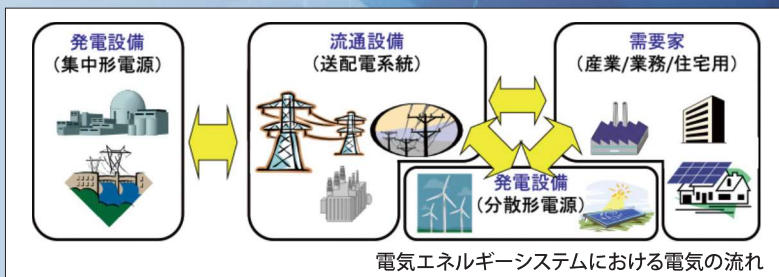 発電設備
(集中形電源)
流通設備
(送配電系統)
需要家
(産業/業務/住宅用)
発電設備
(分散形電源)
電気エネルギーシステムにおける電気の流れ